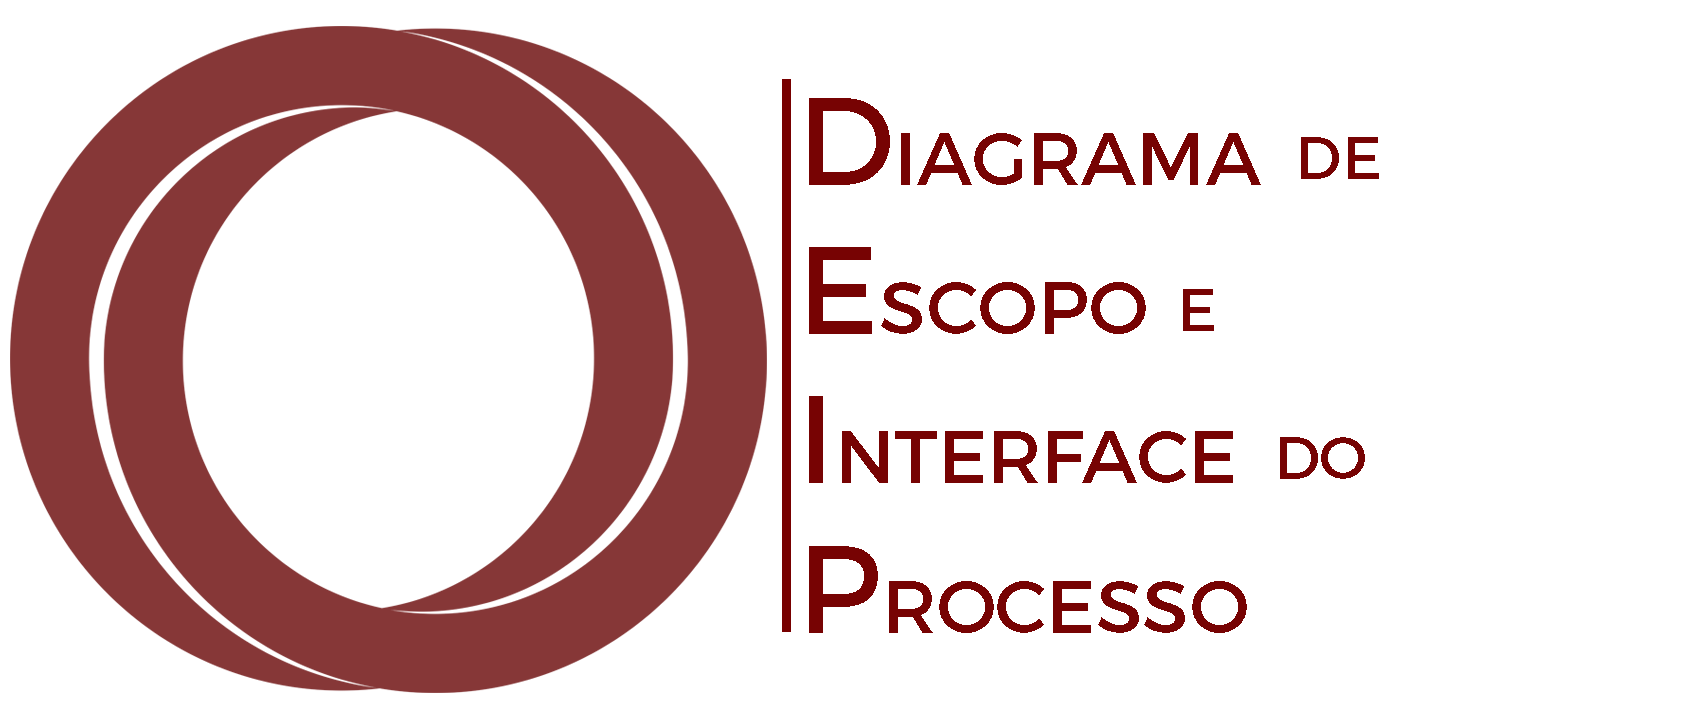 DIAGRAMA DE
ESCOPO E
INTERFACE DO
PROCESSO